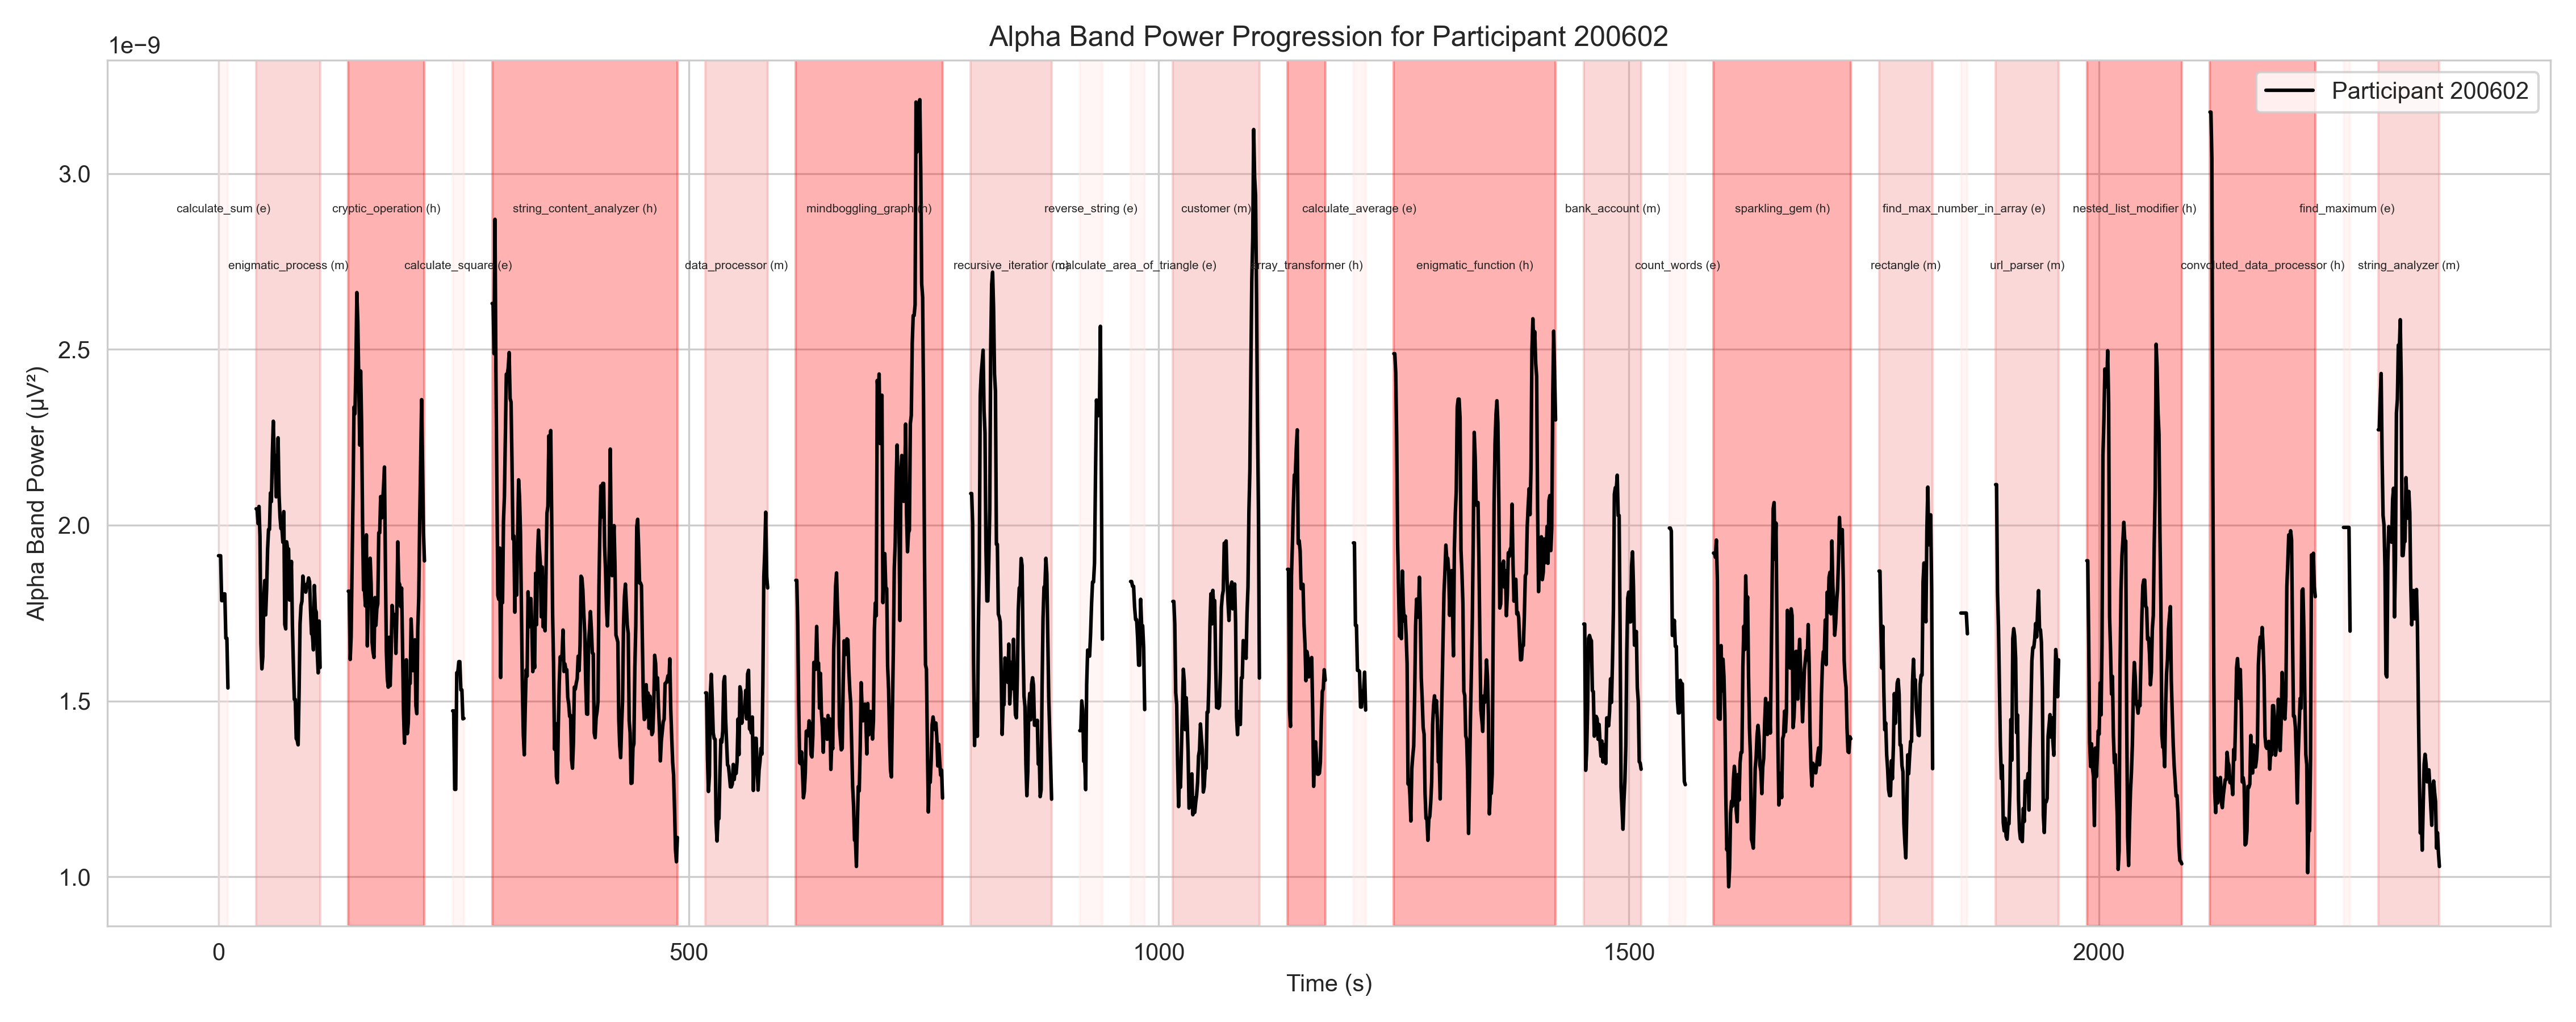 Alpha Band Power Progression for Participant 200602
1e−9
Participant 200602
3.0
2.5
2.0
1.5
1.0
Alpha Band Power (µV²)
calculate_sum (e)
cryptic_operation (h)
string_content_analyzer (h)
mindboggling_graph (h)
reverse_string (e)
customer (m)
calculate_average (e)
bank_account (m)
sparkling_gem (h)
find_max_number_in_array (e)
nested_list_modifier (h)
find_maximum (e)
enigmatic_process (m)
calculate_square (e)
data_processor (m)
recursive_iteratior (m)
calculate_area_of_triangle (e)
array_transformer (h)
enigmatic_function (h)
count_words (e)
rectangle (m)
url_parser (m)
convoluted_data_processor (h)
string_analyzer (m)
0
500
1000
1500
2000
Time (s)